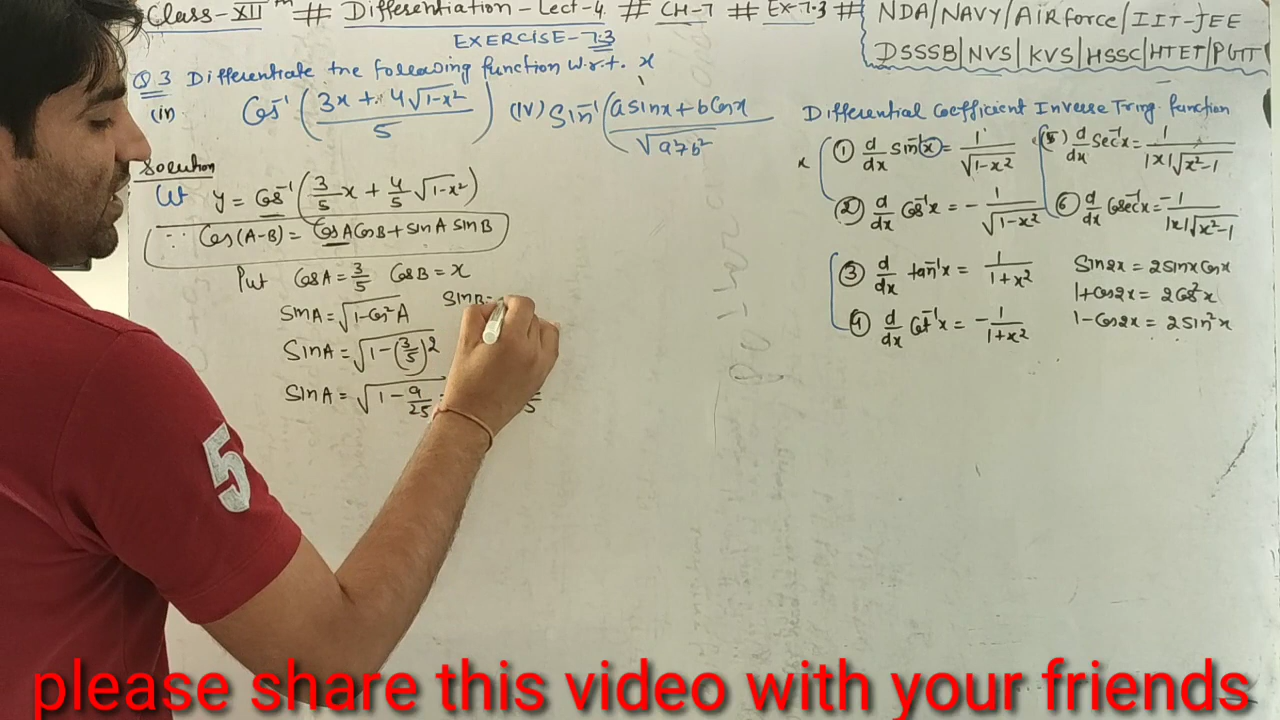 Class-XII # Differentiation-Lect-4 # CH-7 # Ex-7.3 #
NDA/NAVY/AIRforce/IIT-JEE
DSSSB|NVS|KVS|HSSC|HTET|PGTT
EXERCISE-7.3
Q.3 Differentiate the following function w.r.t. x
(iii) Cos⁻¹((3x + 4√(1-x²))/5) (iv) Sin⁻¹((a sinx + b Cosx)/√(a²+b²))
Solution
Let y = Cos⁻¹(3/5 x + 4/5 √(1-x²))
∵ Cos(A-B) = CosA CosB + SinA SinB
Put CosA = 3/5 CosB = x
SinA = √(1-Cos²A) SinB =
SinA = √(1-(3/5)²)
SinA = √(1-9/25) 5
Differential Coefficient Inverse Tring. function
① d/dx sin⁻¹x = 1/√(1-x²) (5) d/dx Sec⁻¹x = 1/(|x|√(x²-1))
② d/dx Cos⁻¹x = -1/√(1-x²) ⑥ d/dx Cosec⁻¹x = -1/(|x|√(x²-1))
③ d/dx tan⁻¹x = 1/(1+x²) Sin2x = 2sinx Cosx
1+Cos2x = 2Cos²x
④ d/dx Cot⁻¹x = -1/(1+x²) 1-Cos2x = 2Sin²x
5
please share this video with your friends